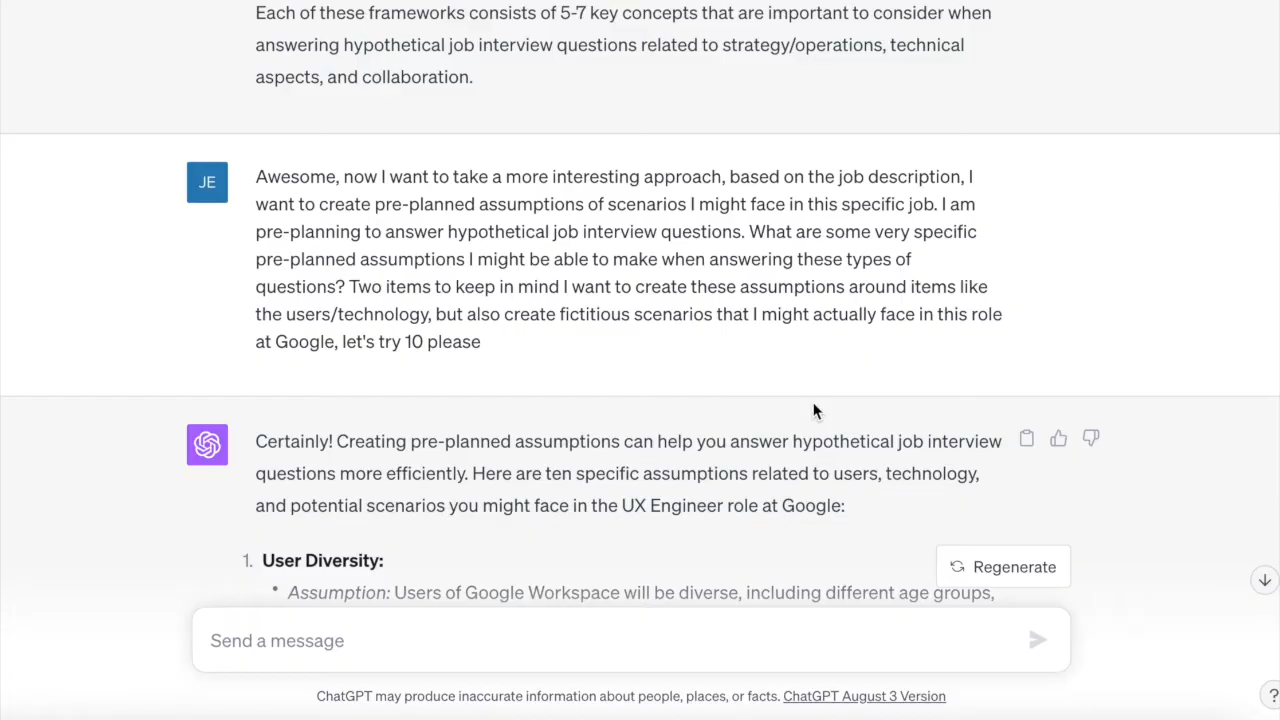 Each of these frameworks consists of 5-7 key concepts that are important to consider when
answering hypothetical job interview questions related to strategy/operations, technical
aspects, and collaboration.
JE
Awesome, now I want to take a more interesting approach, based on the job description, I
want to create pre-planned assumptions of scenarios I might face in this specific job. I am
pre-planning to answer hypothetical job interview questions. What are some very specific
pre-planned assumptions I might be able to make when answering these types of
questions? Two items to keep in mind I want to create these assumptions around items like
the users/technology, but also create fictitious scenarios that I might actually face in this role
at Google, let's try 10 please
Certainly! Creating pre-planned assumptions can help you answer hypothetical job interview
questions more efficiently. Here are ten specific assumptions related to users, technology,
and potential scenarios you might face in the UX Engineer role at Google:
1. User Diversity:
Regenerate
• Assumption: Users of Google Workspace will be diverse, including different age groups,
Send a message
ChatGPT may produce inaccurate information about people, places, or facts. ChatGPT August 3 Version
?